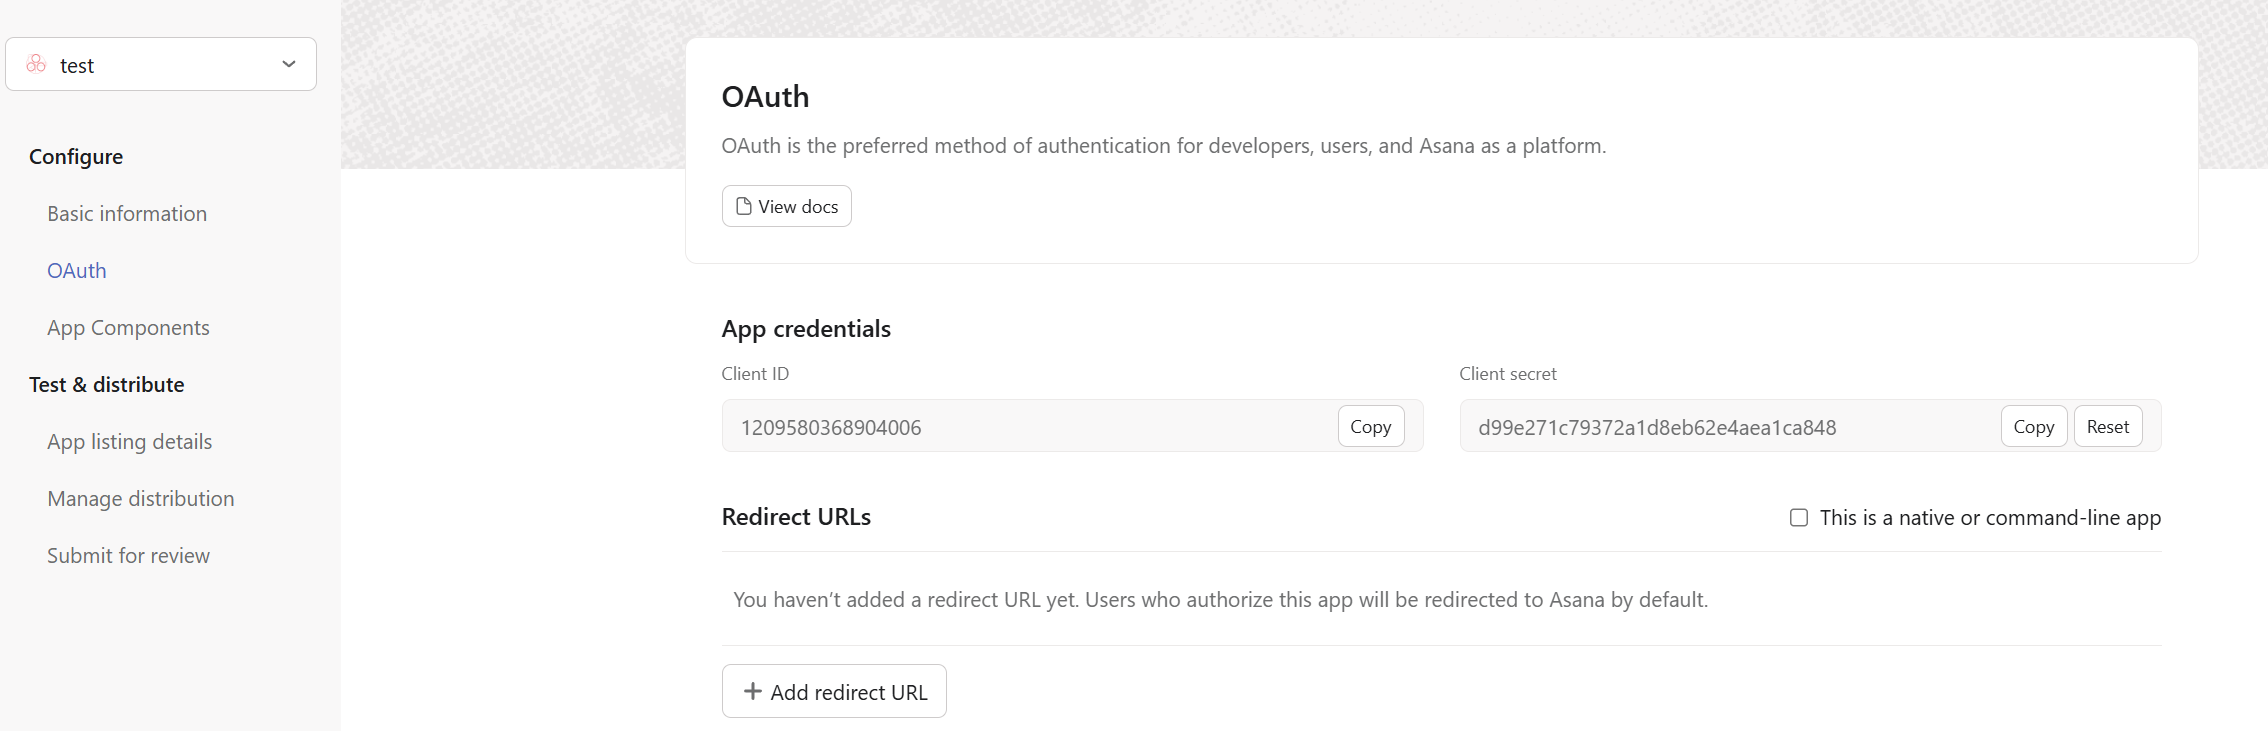 test
Configure
Basic information
OAuth
App Components
Test & distribute
App listing details
Manage distribution
Submit for review
OAuth
OAuth is the preferred method of authentication for developers, users, and Asana as a platform.
View docs
App credentials
Client ID
1209580368904006 Copy
Client secret
d99e271c79372a1d8eb62e4aea1ca848 Copy Reset
Redirect URLs
This is a native or command-line app
You haven’t added a redirect URL yet. Users who authorize this app will be redirected to Asana by default.
Add redirect URL